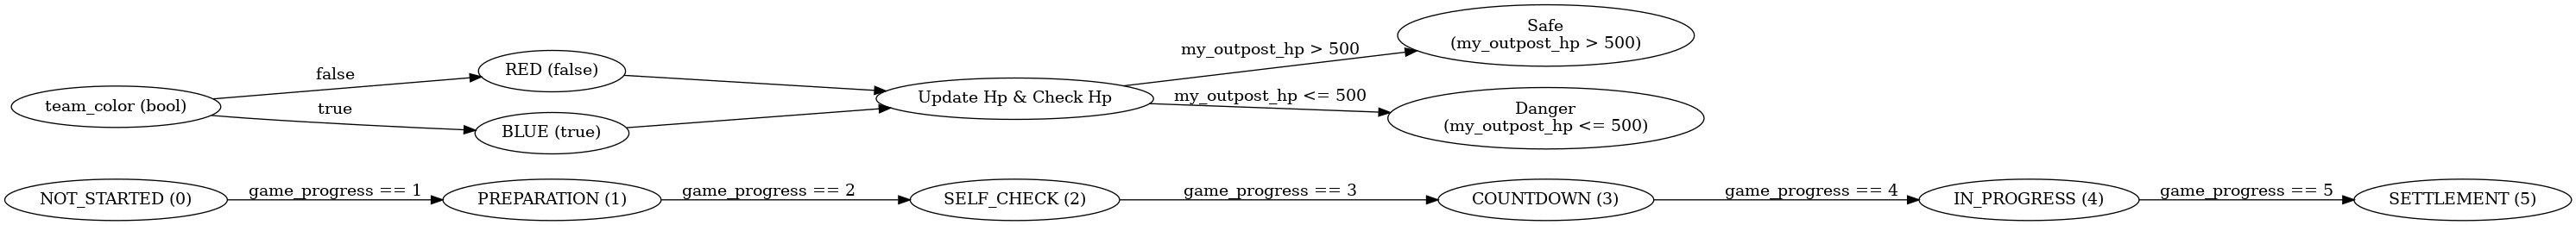 team_color (bool)
false
true
RED (false)
BLUE (true)
Update Hp & Check Hp
my_outpost_hp > 500
my_outpost_hp <= 500
Safe
(my_outpost_hp > 500)
Danger
(my_outpost_hp <= 500)
NOT_STARTED (0)
game_progress == 1
PREPARATION (1)
game_progress == 2
SELF_CHECK (2)
game_progress == 3
COUNTDOWN (3)
game_progress == 4
IN_PROGRESS (4)
game_progress == 5
SETTLEMENT (5)